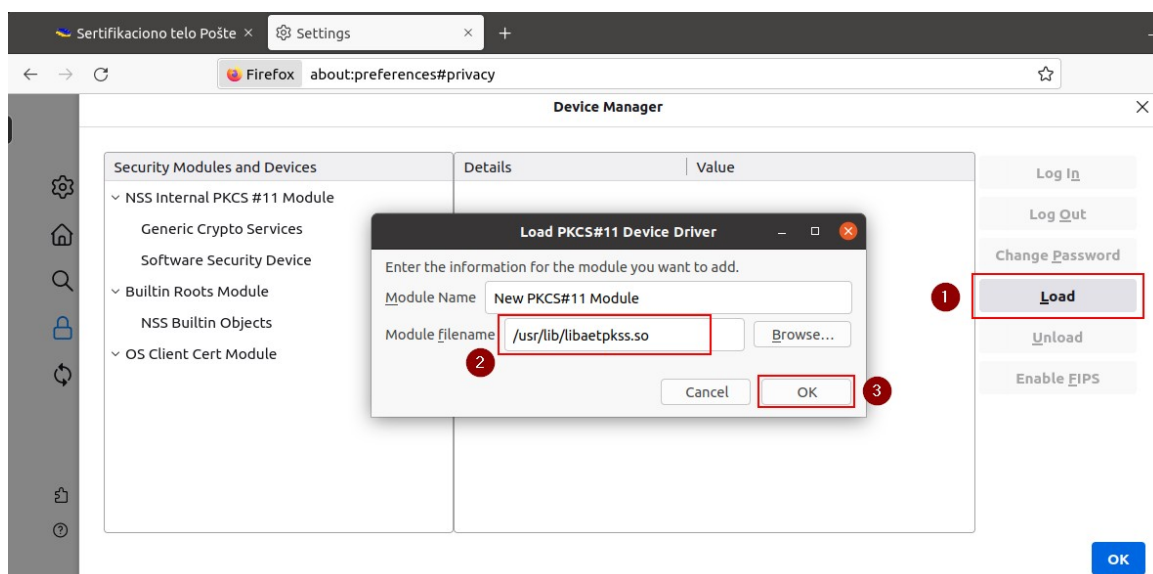 Sertifikaciono telo Pošte
Settings
Firefox about:preferences#privacy
Device Manager
Security Modules and Devices
Details
Value
NSS Internal PKCS #11 Module
Generic Crypto Services
Software Security Device
Builtin Roots Module
NSS Builtin Objects
OS Client Cert Module
Load PKCS#11 Device Driver
Enter the information for the module you want to add.
Module Name New PKCS#11 Module
Module filename /usr/lib/libaetpkss.so Browse...
2
Cancel OK 3
Log In
Log Out
Change Password
1 Load
Unload
Enable FIPS
OK